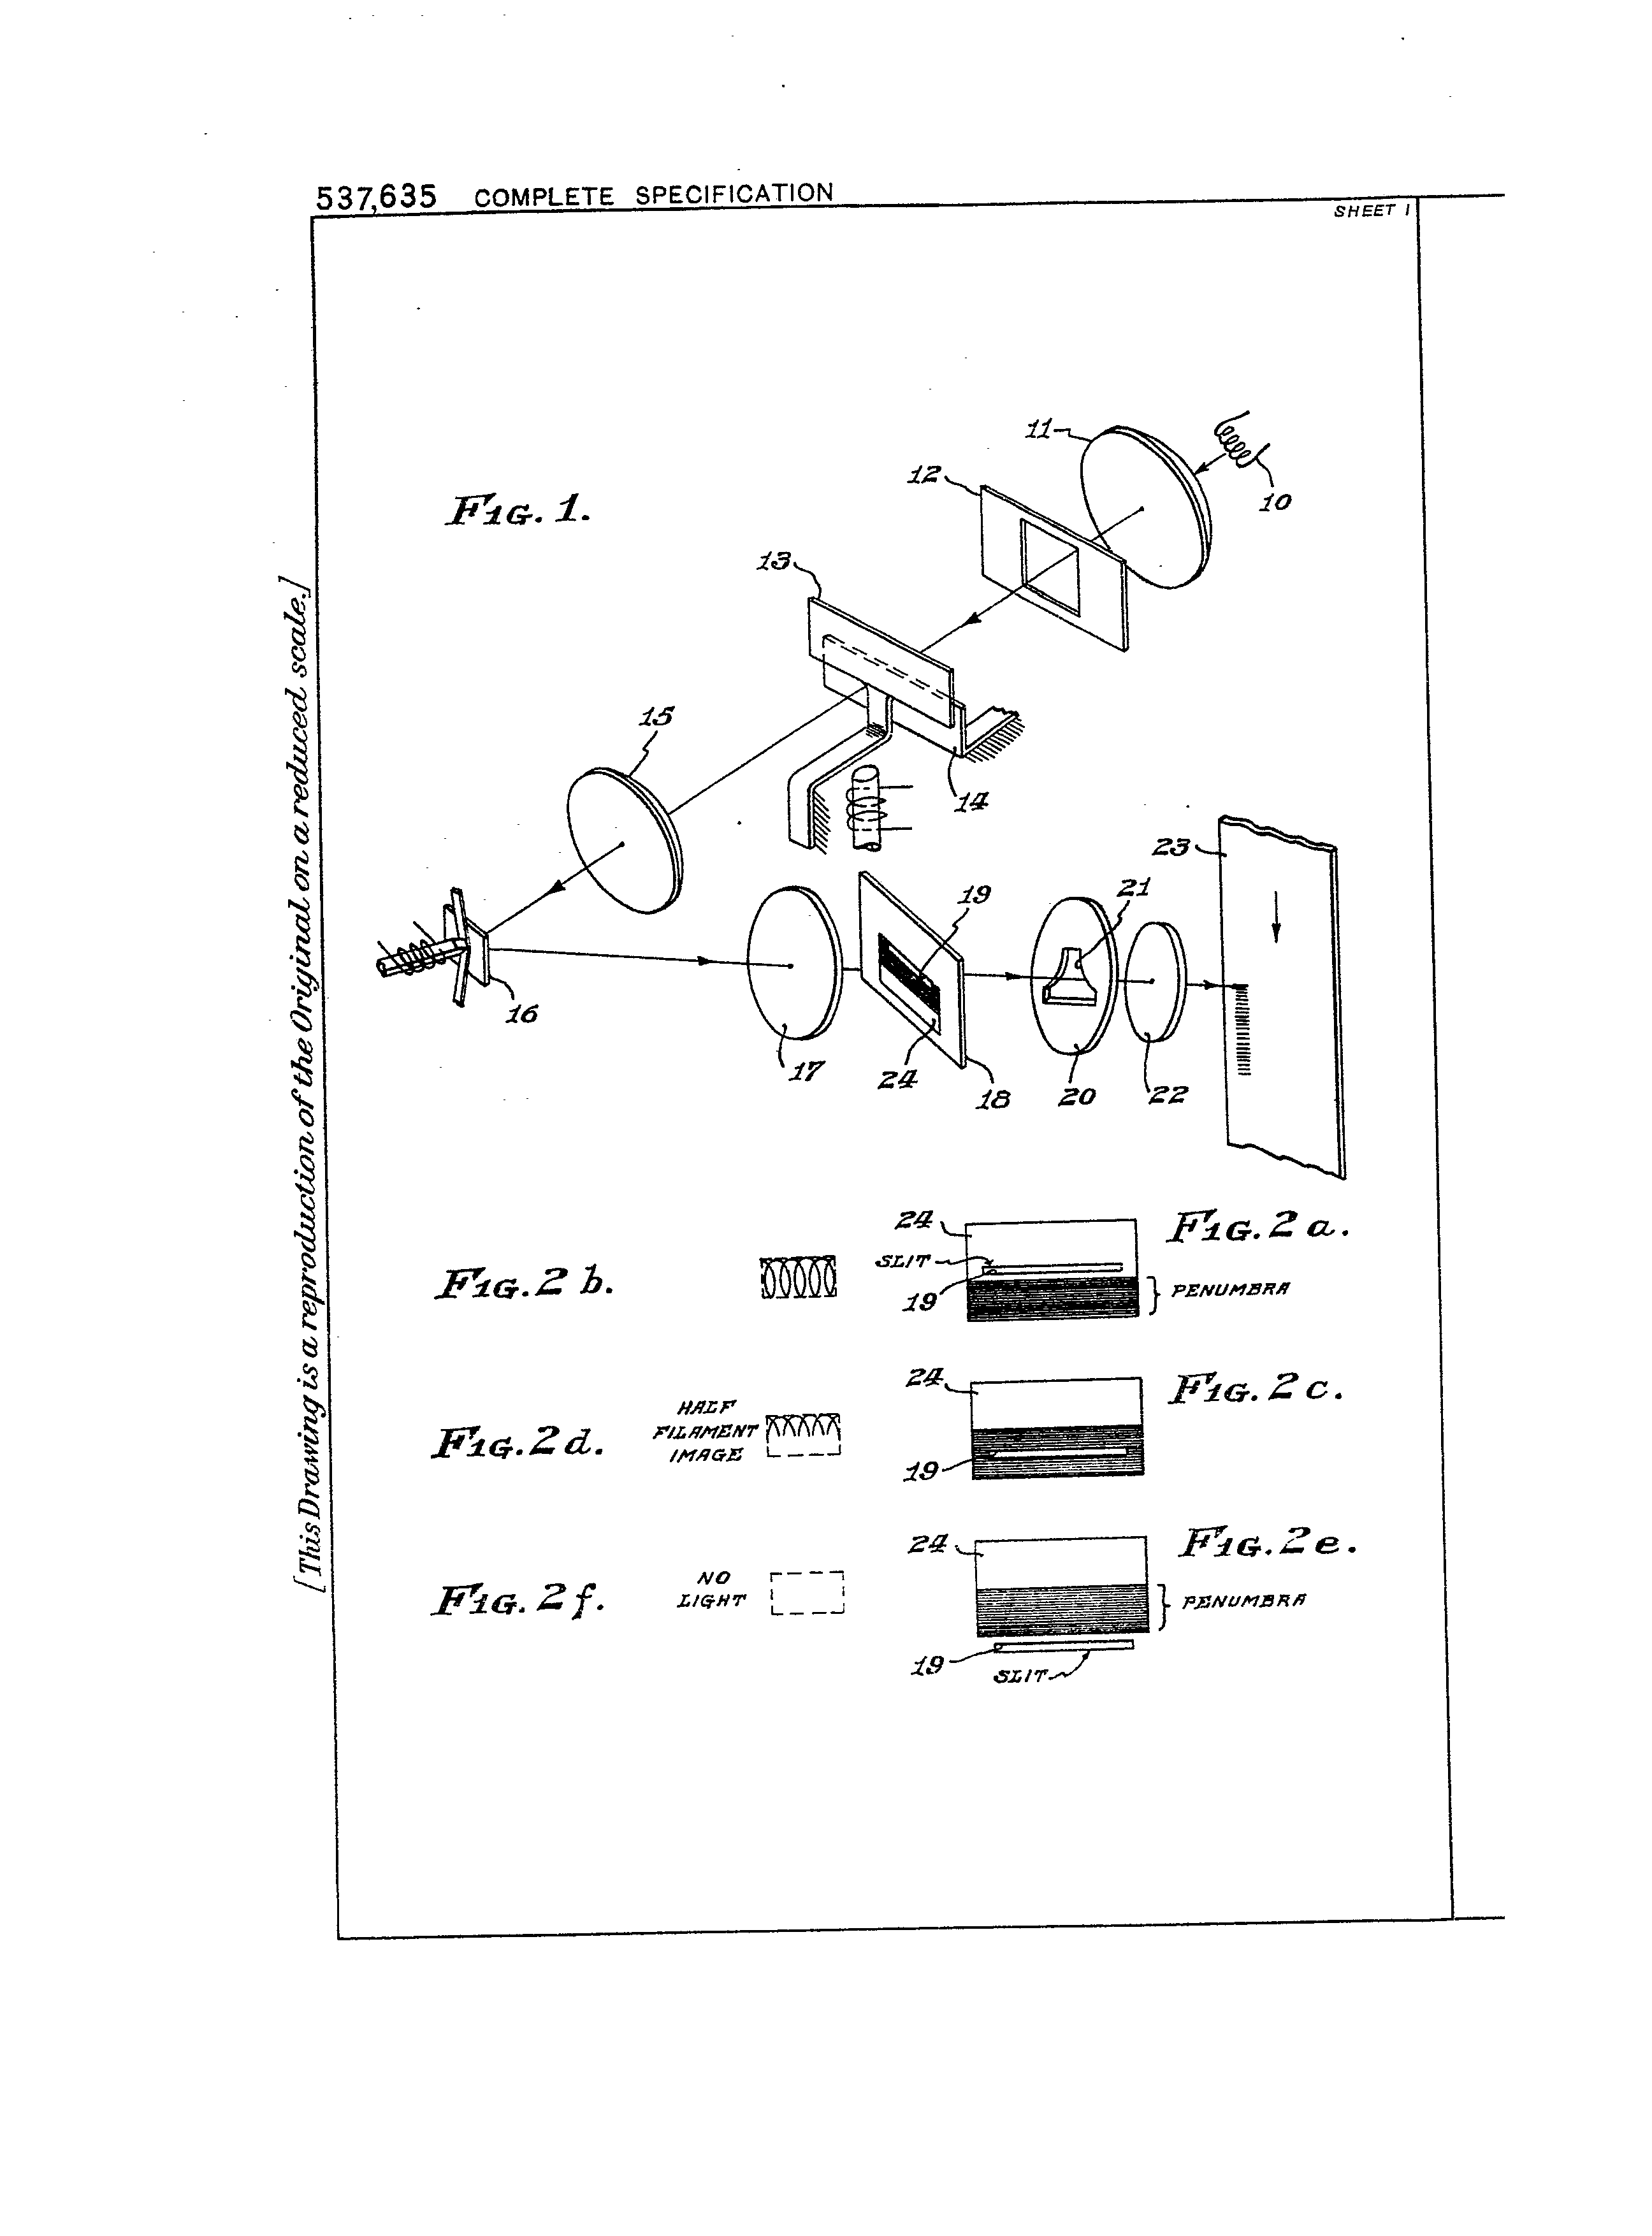 537,635 COMPLETE SPECIFICATION
SHEET 1
[This Drawing is a reproduction of the Original on a reduced scale.]
FIG. 1.
10
11
12
13
14
15
16
17
18
19
20
21
22
23
24
FIG. 2 a.
24
SLIT
19
PENUMBRA
FIG. 2 b.
FIG. 2 c.
24
19
FIG. 2 d.
HALF
FILAMENT
IMAGE
FIG. 2 e.
24
PENUMBRA
19
SLIT
FIG. 2 f.
NO
LIGHT